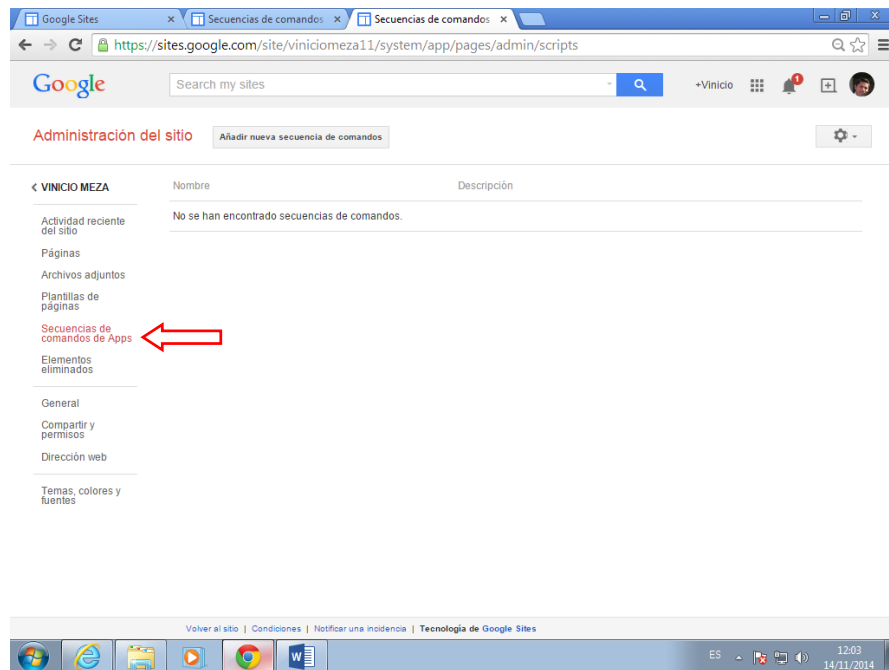 Google Sites
Secuencias de comandos
Secuencias de comandos
https://sites.google.com/site/viniciomeza11/system/app/pages/admin/scripts
Google
Search my sites
+Vinicio
1
Administración del sitio
Añadir nueva secuencia de comandos
VINICIO MEZA
Nombre
Descripción
No se han encontrado secuencias de comandos.
Actividad reciente
del sitio
Páginas
Archivos adjuntos
Plantillas de
páginas
Secuencias de
comandos de Apps
Elementos
eliminados
General
Compartir y
permisos
Dirección web
Temas, colores y
fuentes
Volver al sitio | Condiciones | Notificar una incidencia | Tecnología de Google Sites
ES
12:03
14/11/2014